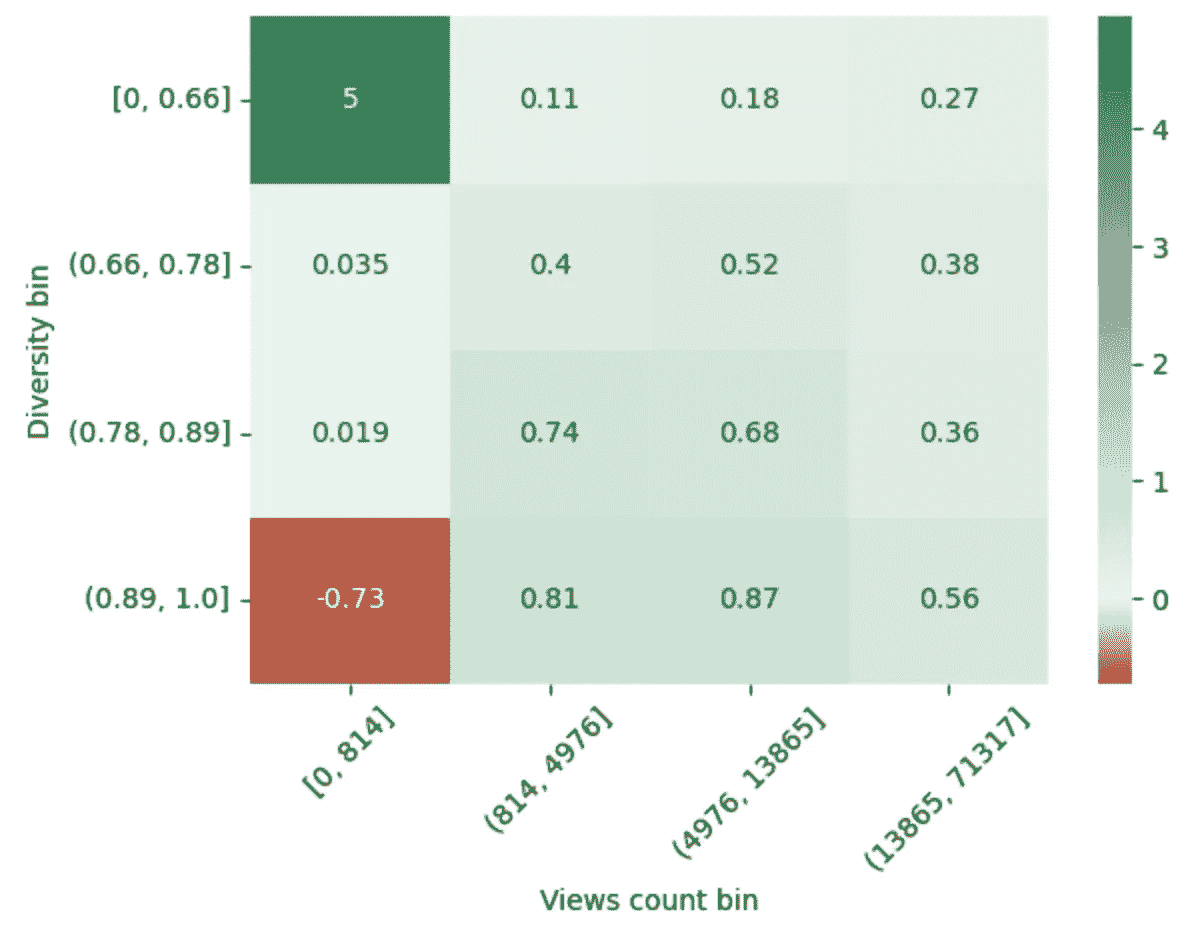 [0, 0.66] 5 0.11 0.18 0.27
(0.66, 0.78] 0.035 0.4 0.52 0.38
(0.78, 0.89] 0.019 0.74 0.68 0.36
(0.89, 1.0] -0.73 0.81 0.87 0.56
Diversity bin
[0, 814] (814, 4976] (4976, 13865] (13865, 71317]
Views count bin
4
3
2
1
0